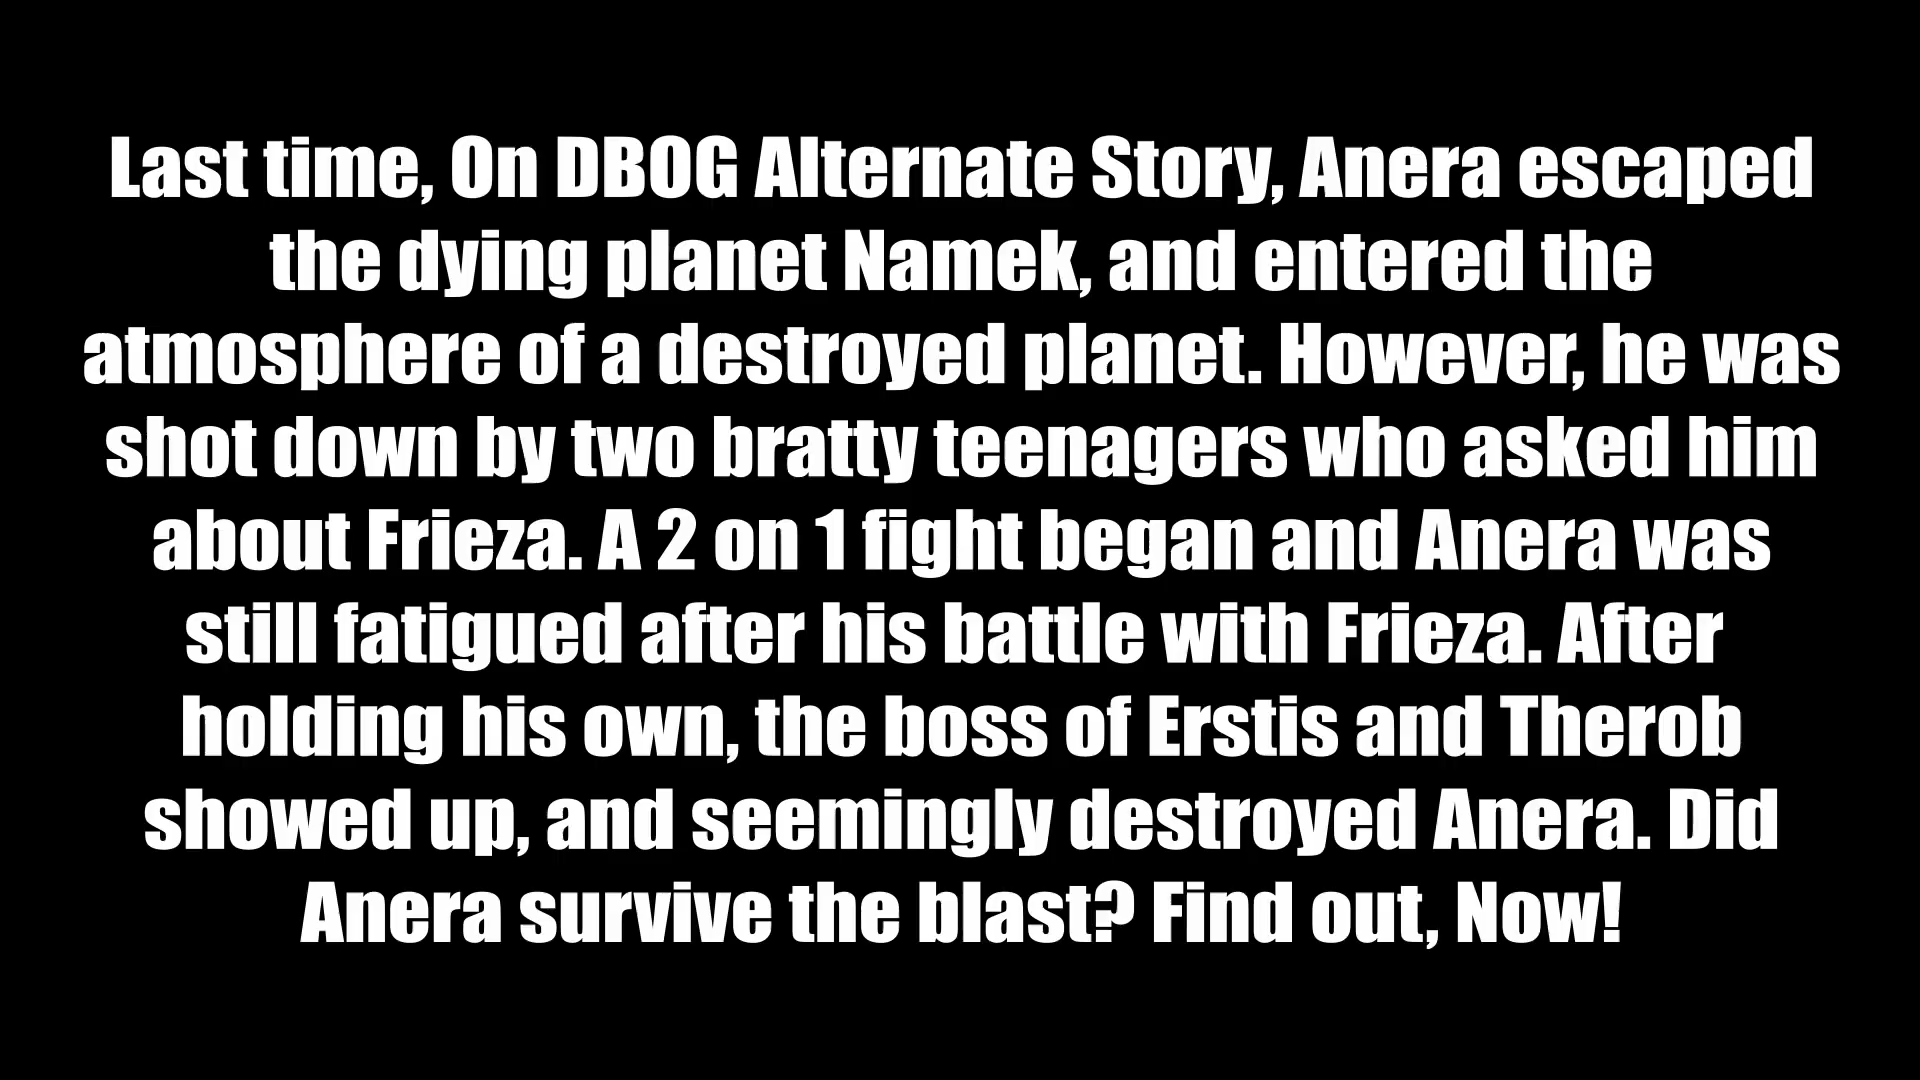 Last time, On DBOG Alternate Story, Anera escaped
the dying planet Namek, and entered the
atmosphere of a destroyed planet. However, he was
shot down by two bratty teenagers who asked him
about Frieza. A 2 on 1 fight began and Anera was
still fatigued after his battle with Frieza. After
holding his own, the boss of Erstis and Therob
showed up, and seemingly destroyed Anera. Did
Anera survive the blast? Find out, Now!